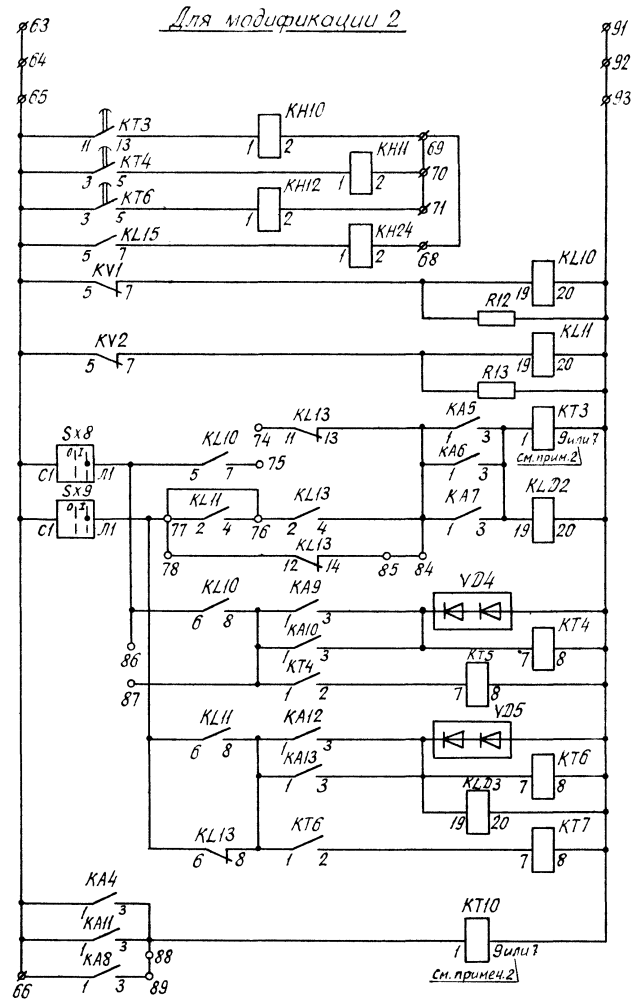 Для модификации 2
63 91
64 92
65 93
КТ3 КН10
11 13 1 2 69
КТ4 КН11
3 5 1 2 70
КТ6 КН12
3 5 1 2 71
KL15 КН24
5 7 1 2 68
KV1 KL10
5 7 19 20
R12
KV2 KL11
5 7 19 20
R13
KL13 КА5 КТ3
74 11 13 1 3 1 9 или 7
SX8 KL10 КА6 См. прим. 2
0 I
С1 Л1 5 7 75 1 3
SX9 KL11 KL13 КА7 KLD2
0 I
С1 Л1 77 2 4 76 2 4 1 3 19 20
KL13
78 12 14 85 84
KL10 КА9 VD4
6 8 1 3
КА10 КТ4
86 1 3 7 8
КТ4 КТ5
87 1 2 7 8
KL11 КА12 VD5
6 8 1 3
КА13 КТ6
1 3 7 8
KLD3
19 20
KL13 КТ6 КТ7
6 8 1 2 7 8
КА4
1 3
КА11 КТ10
1 3 88 1 9 или 7
КА8 См. примеч. 2
66 1 3 89